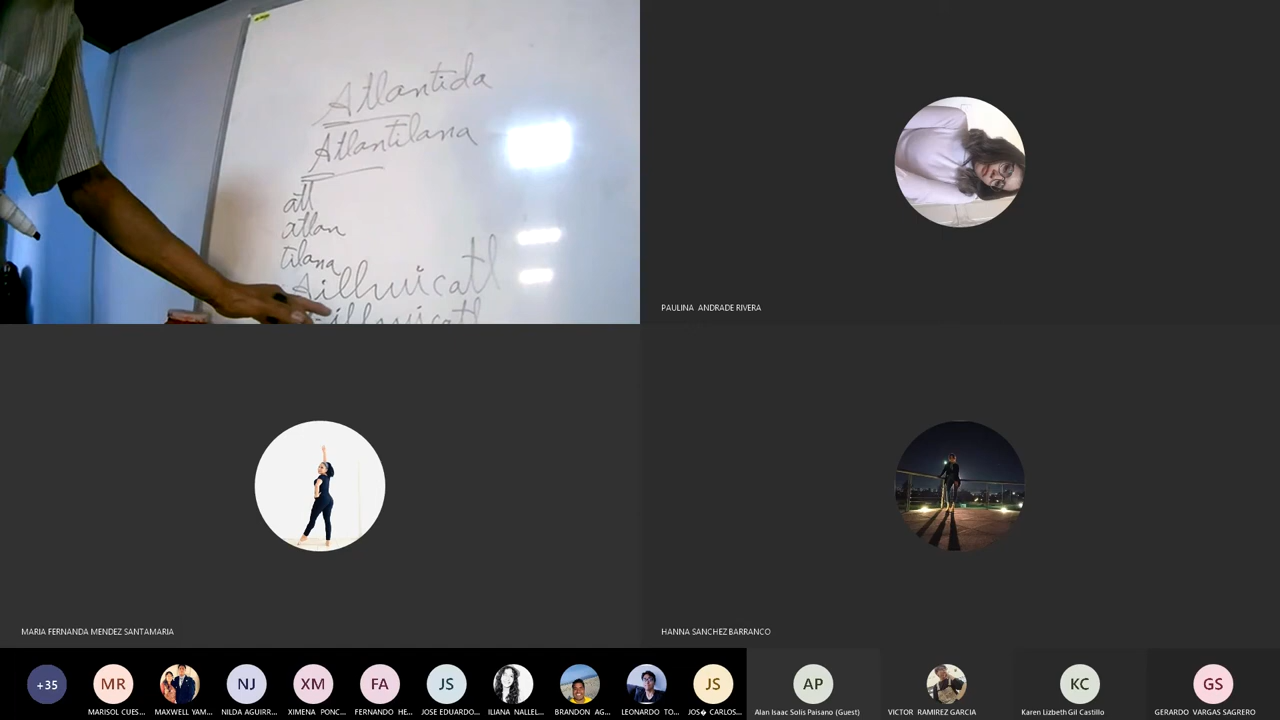 Atlantida
Atlantilana
atl
atlan
tilana
Ailhuicatl
ilhuicatl
PAULINA ANDRADE RIVERA
MARIA FERNANDA MENDEZ SANTAMARIA
HANNA SANCHEZ BARRANCO
+35
MR
NJ
XM
FA
JS
JS
AP
KC
GS
MARISOL CUES...
MAXWELL YAM...
NILDA AGUIRR...
XIMENA PONC...
FERNANDO HE...
JOSE EDUARDO...
ILIANA NALLEL...
BRANDON AG...
LEONARDO TO...
JOS� CARLOS...
Alan Isaac Solis Paisano (Guest)
VICTOR RAMIREZ GARCIA
Karen Lizbeth Gil Castillo
GERARDO VARGAS SAGRERO